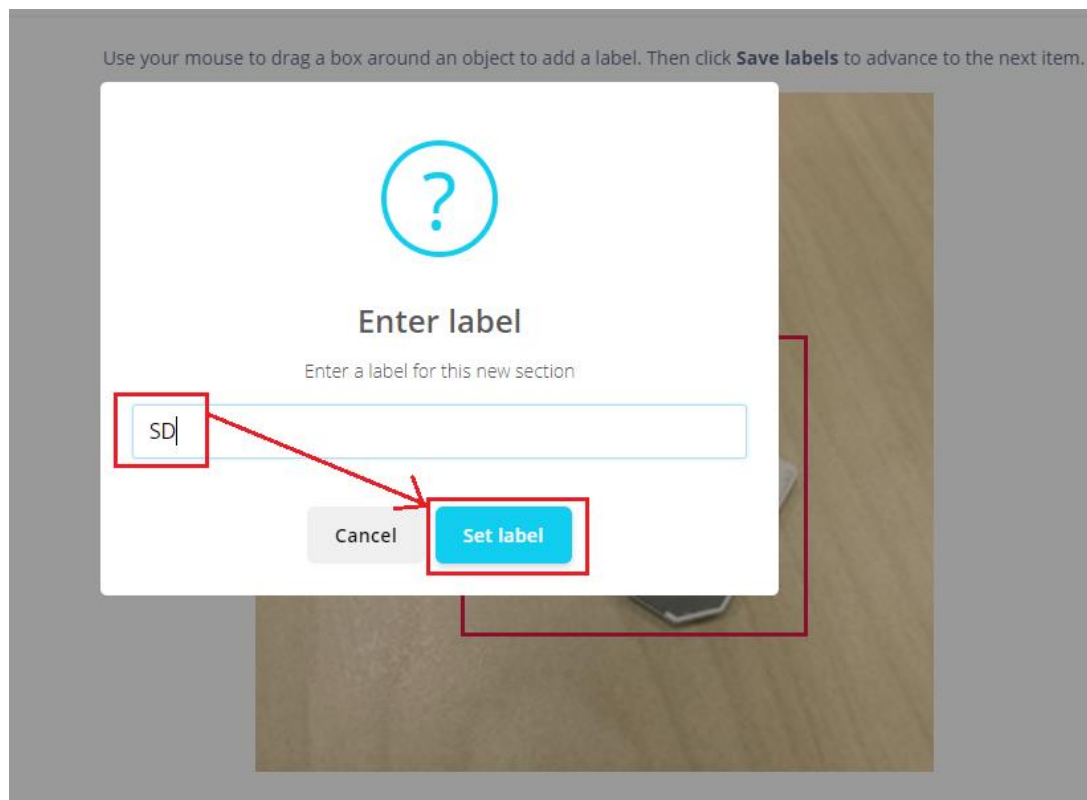 Use your mouse to drag a box around an object to add a label. Then click Save labels to advance to the next item.
?
Enter label
Enter a label for this new section
SD
Cancel
Set label